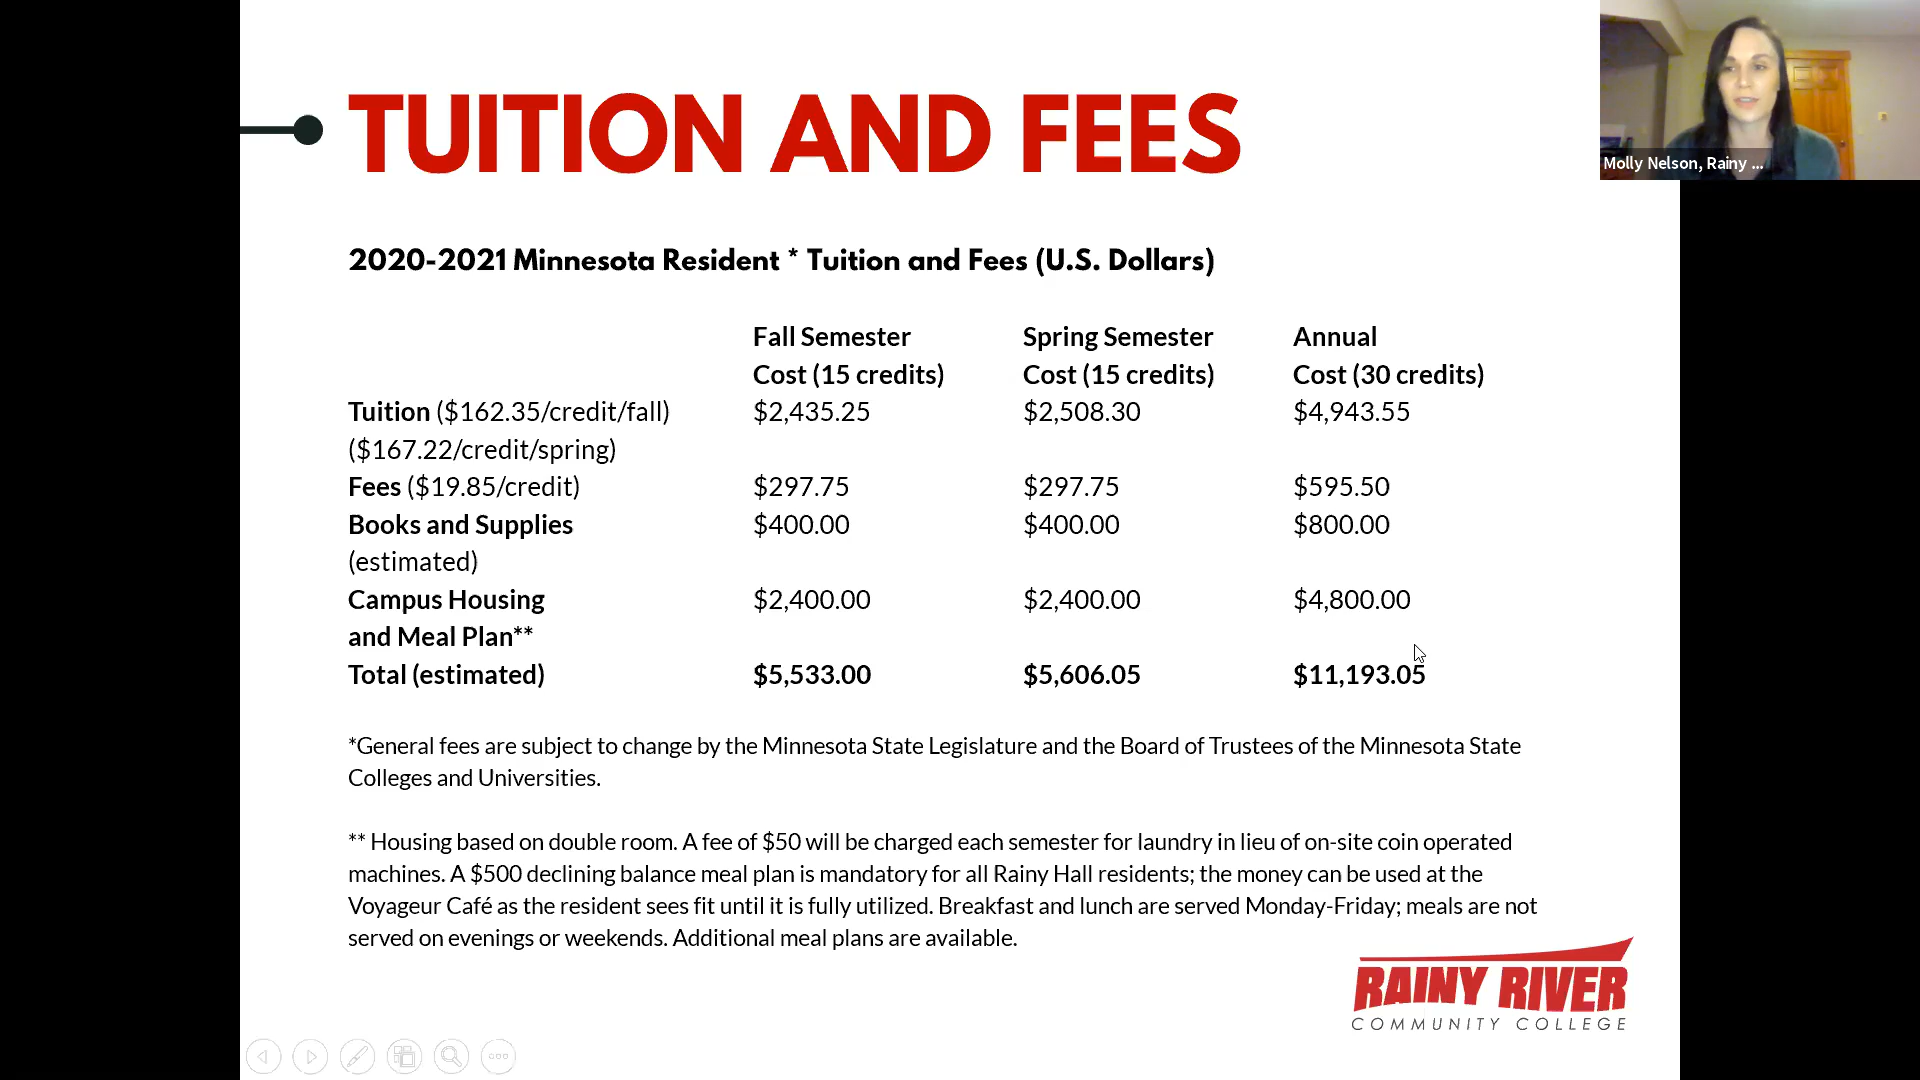 TUITION AND FEES
Molly Nelson, Rainy ...
2020-2021 Minnesota Resident * Tuition and Fees (U.S. Dollars)
Fall Semester Spring Semester Annual
Cost (15 credits) Cost (15 credits) Cost (30 credits)
Tuition ($162.35/credit/fall) $2,435.25 $2,508.30 $4,943.55
($167.22/credit/spring)
Fees ($19.85/credit) $297.75 $297.75 $595.50
Books and Supplies $400.00 $400.00 $800.00
(estimated)
Campus Housing $2,400.00 $2,400.00 $4,800.00
and Meal Plan**
Total (estimated) $5,533.00 $5,606.05 $11,193.05
*General fees are subject to change by the Minnesota State Legislature and the Board of Trustees of the Minnesota State
Colleges and Universities.
** Housing based on double room. A fee of $50 will be charged each semester for laundry in lieu of on-site coin operated
machines. A $500 declining balance meal plan is mandatory for all Rainy Hall residents; the money can be used at the
Voyageur Café as the resident sees fit until it is fully utilized. Breakfast and lunch are served Monday-Friday; meals are not
served on evenings or weekends. Additional meal plans are available.
RAINY RIVER
COMMUNITY COLLEGE